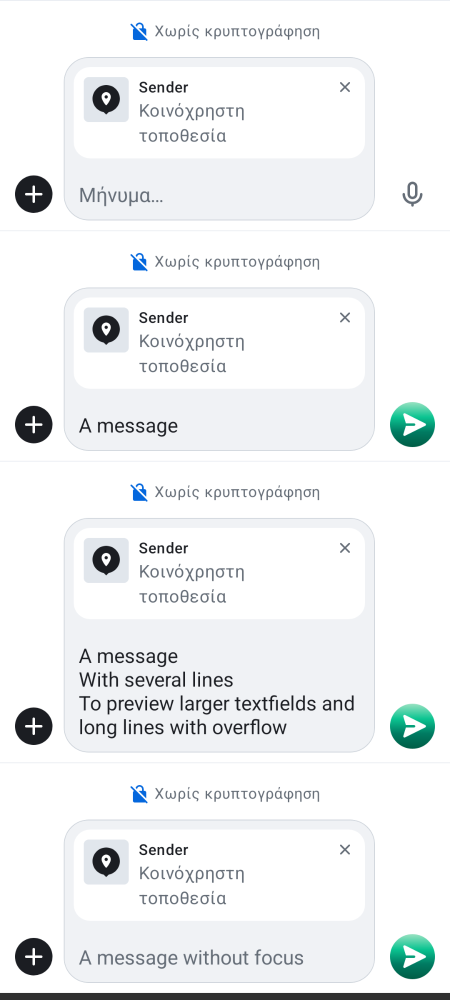 Χωρίς κρυπτογράφηση
Sender
Κοινόχρηστη
τοποθεσία
Μήνυμα…
Χωρίς κρυπτογράφηση
Sender
Κοινόχρηστη
τοποθεσία
A message
Χωρίς κρυπτογράφηση
Sender
Κοινόχρηστη
τοποθεσία
A message
With several lines
To preview larger textfields and
long lines with overflow
Χωρίς κρυπτογράφηση
Sender
Κοινόχρηστη
τοποθεσία
A message without focus